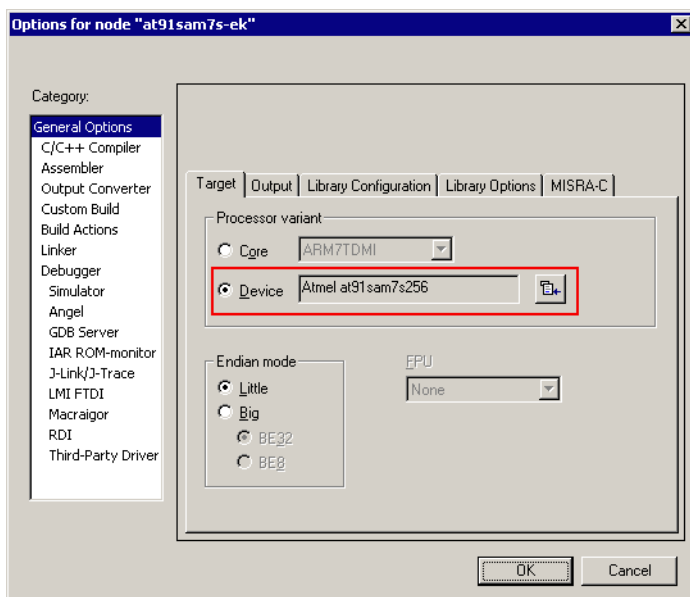 Options for node "at91sam7s-ek"
Category:
General Options
C/C++ Compiler
Assembler
Output Converter
Custom Build
Build Actions
Linker
Debugger
Simulator
Angel
GDB Server
IAR ROM-monitor
J-Link/J-Trace
LMI FTDI
Macraigor
RDI
Third-Party Driver
Target Output Library Configuration Library Options MISRA-C
Processor variant
Core ARM7TDMI
Device Atmel at91sam7s256
Endian mode
Little
Big
BE32
BE8
FPU
None
OK Cancel